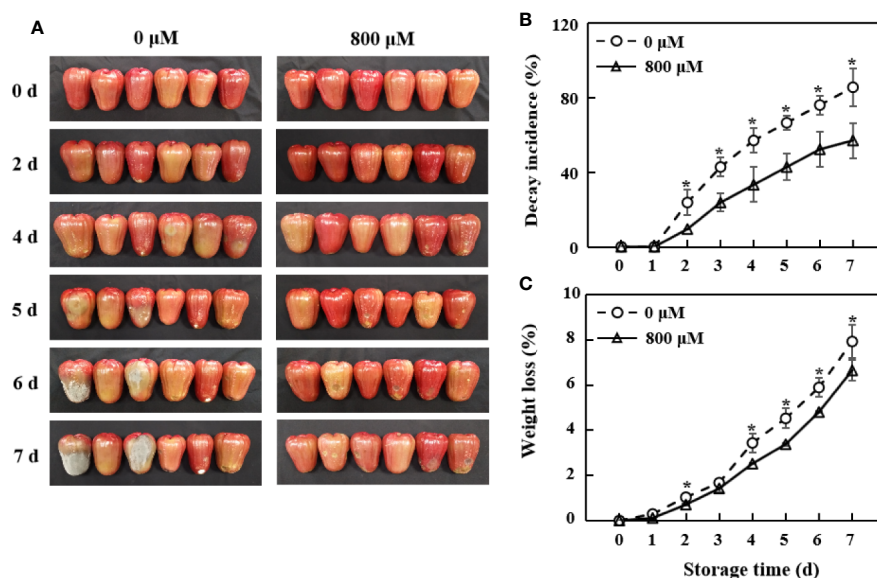 A
0 μM
800 μM
0 d
2 d
4 d
5 d
6 d
7 d
B
Decay incidence (%)
120
80
40
0
0 μM
800 μM
*
*
*
*
*
*
0 1 2 3 4 5 6 7
C
Weight loss (%)
10
8
6
4
2
0
0 μM
800 μM
*
*
*
*
*
0 1 2 3 4 5 6 7
Storage time (d)